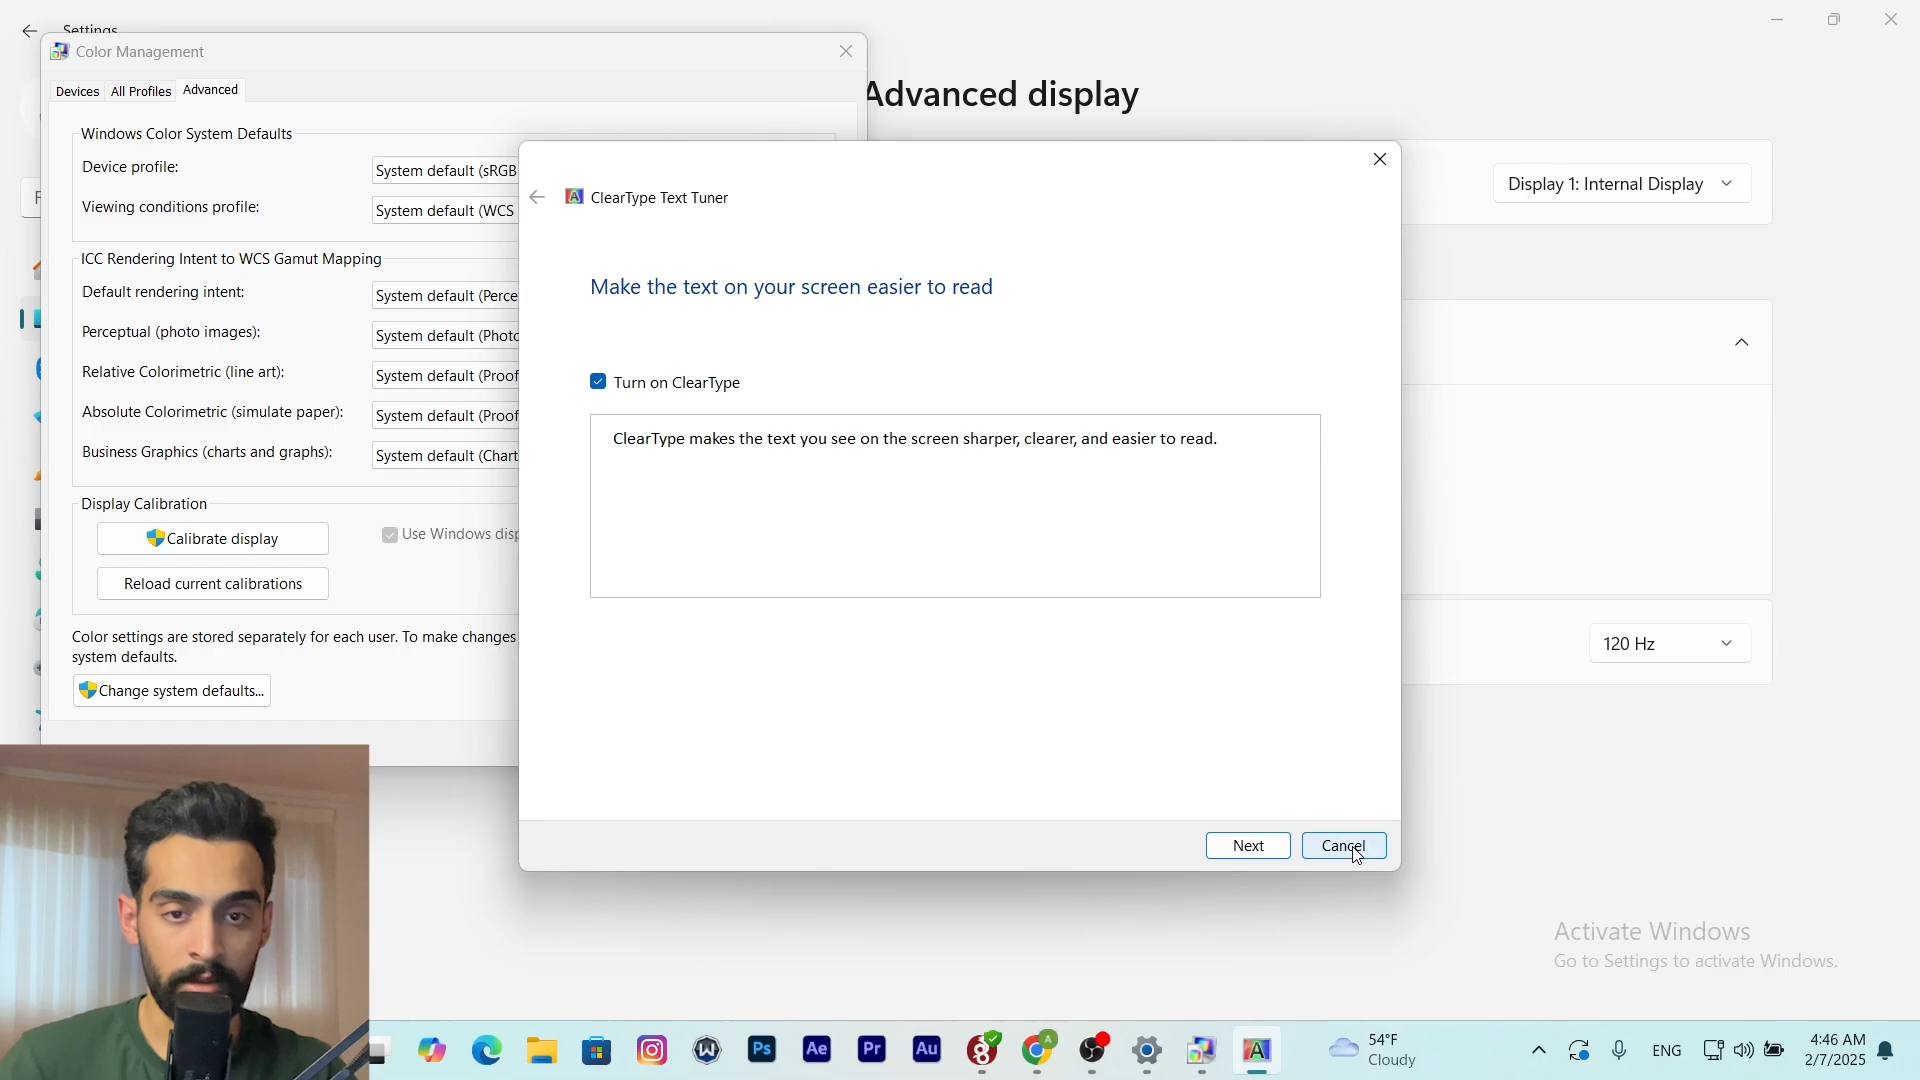 Settings
Color Management
Devices
All Profiles
Advanced
Windows Color System Defaults
Device profile:
System default (sRGB
Viewing conditions profile:
System default (WCS
ICC Rendering Intent to WCS Gamut Mapping
Default rendering intent:
System default (Perce
Perceptual (photo images):
System default (Photo
Relative Colorimetric (line art):
System default (Proof
Absolute Colorimetric (simulate paper):
System default (Proof
Business Graphics (charts and graphs):
System default (Chart
Display Calibration
Calibrate display
Use Windows disp
Reload current calibrations
Color settings are stored separately for each user. To make changes
system defaults.
Change system defaults...
Advanced display
Display 1: Internal Display
120 Hz
ClearType Text Tuner
Make the text on your screen easier to read
Turn on ClearType
ClearType makes the text you see on the screen sharper, clearer, and easier to read.
Next
Cancel
Activate Windows
Go to Settings to activate Windows.
Ps
Ae
Pr
Au
A
A
54°F
Cloudy
ENG
4:46 AM
2/7/2025